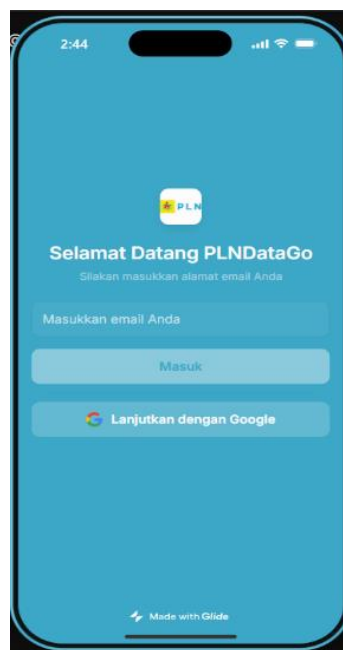 2:44
PLN
Selamat Datang PLNDataGo
Silakan masukkan alamat email Anda
Masukkan email Anda
Masuk
Lanjutkan dengan Google
Made with Glide